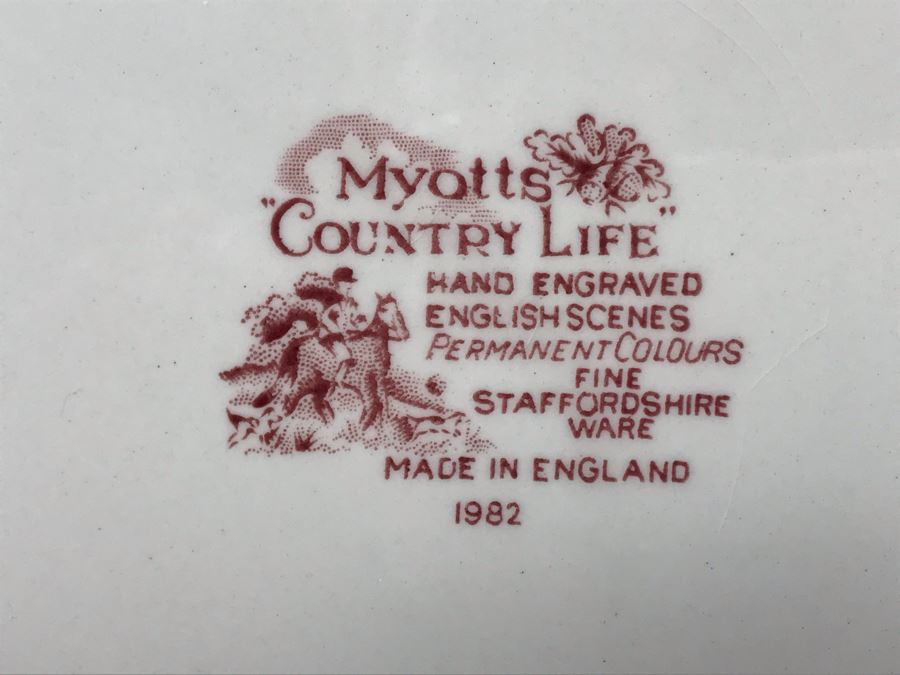 Myotts
"COUNTRY LIFE"
HAND ENGRAVED
ENGLISH SCENES
PERMANENT COLOURS
FINE
STAFFORDSHIRE
WARE
MADE IN ENGLAND
1982